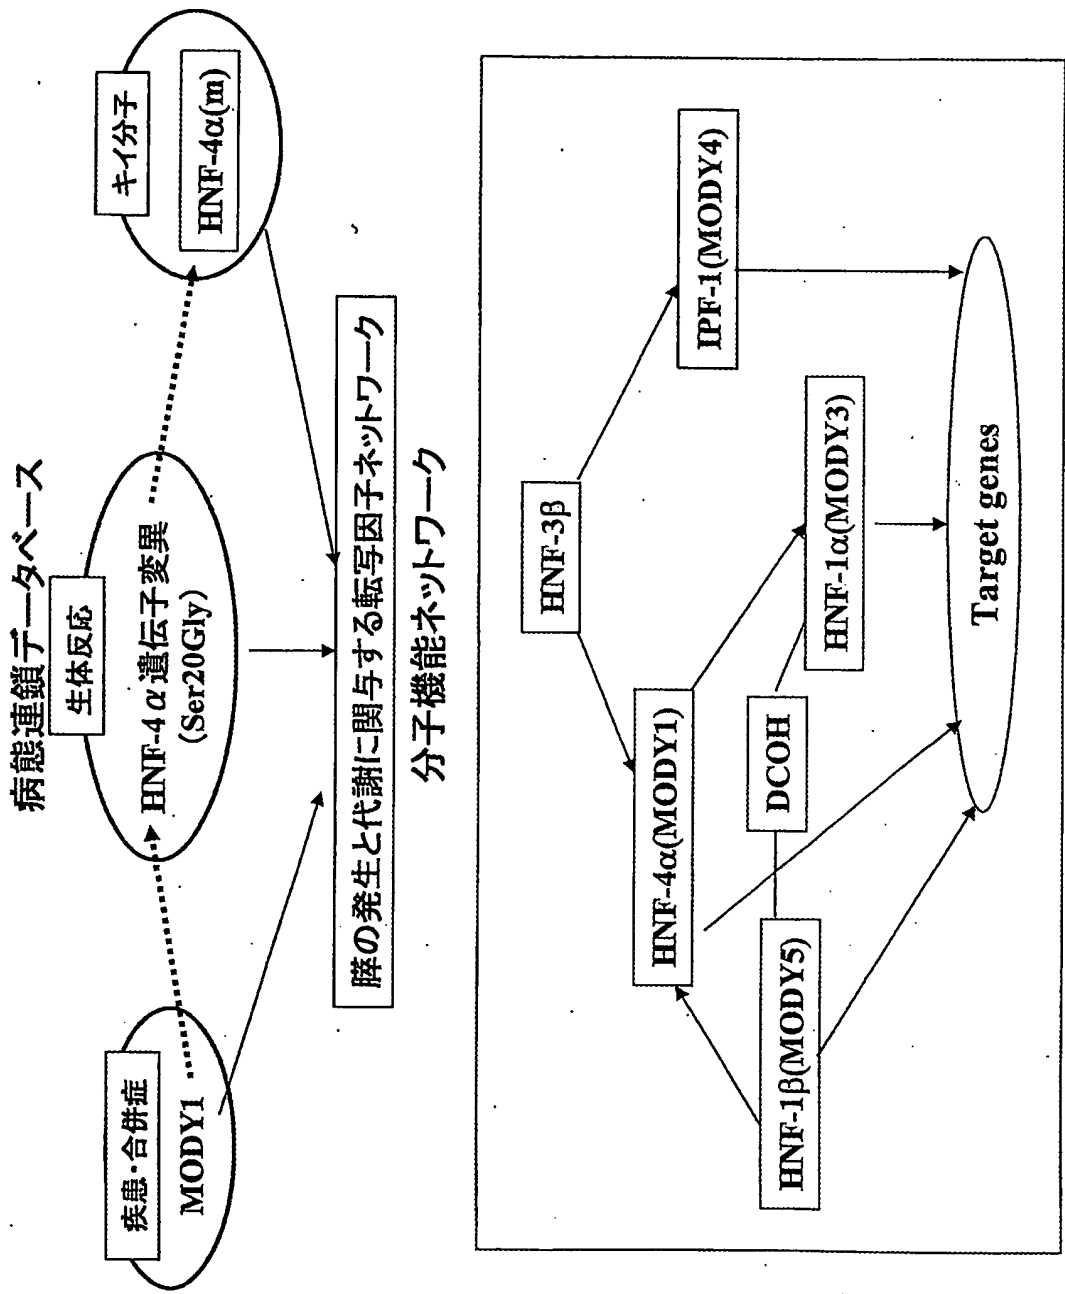 病態連鎖データベース
疾患・合併症
MODY1
生体反応
HNF-4α遺伝子変異
(Ser20Gly)
キイ分子
HNF-4α(m)
膵の発生と代謝に関与する転写因子ネットワーク
分子機能ネットワーク
HNF-3β
HNF-4α(MODY1)
IPF-1(MODY4)
HNF-1β(MODY5)
DCOH
HNF-1α(MODY3)
Target genes